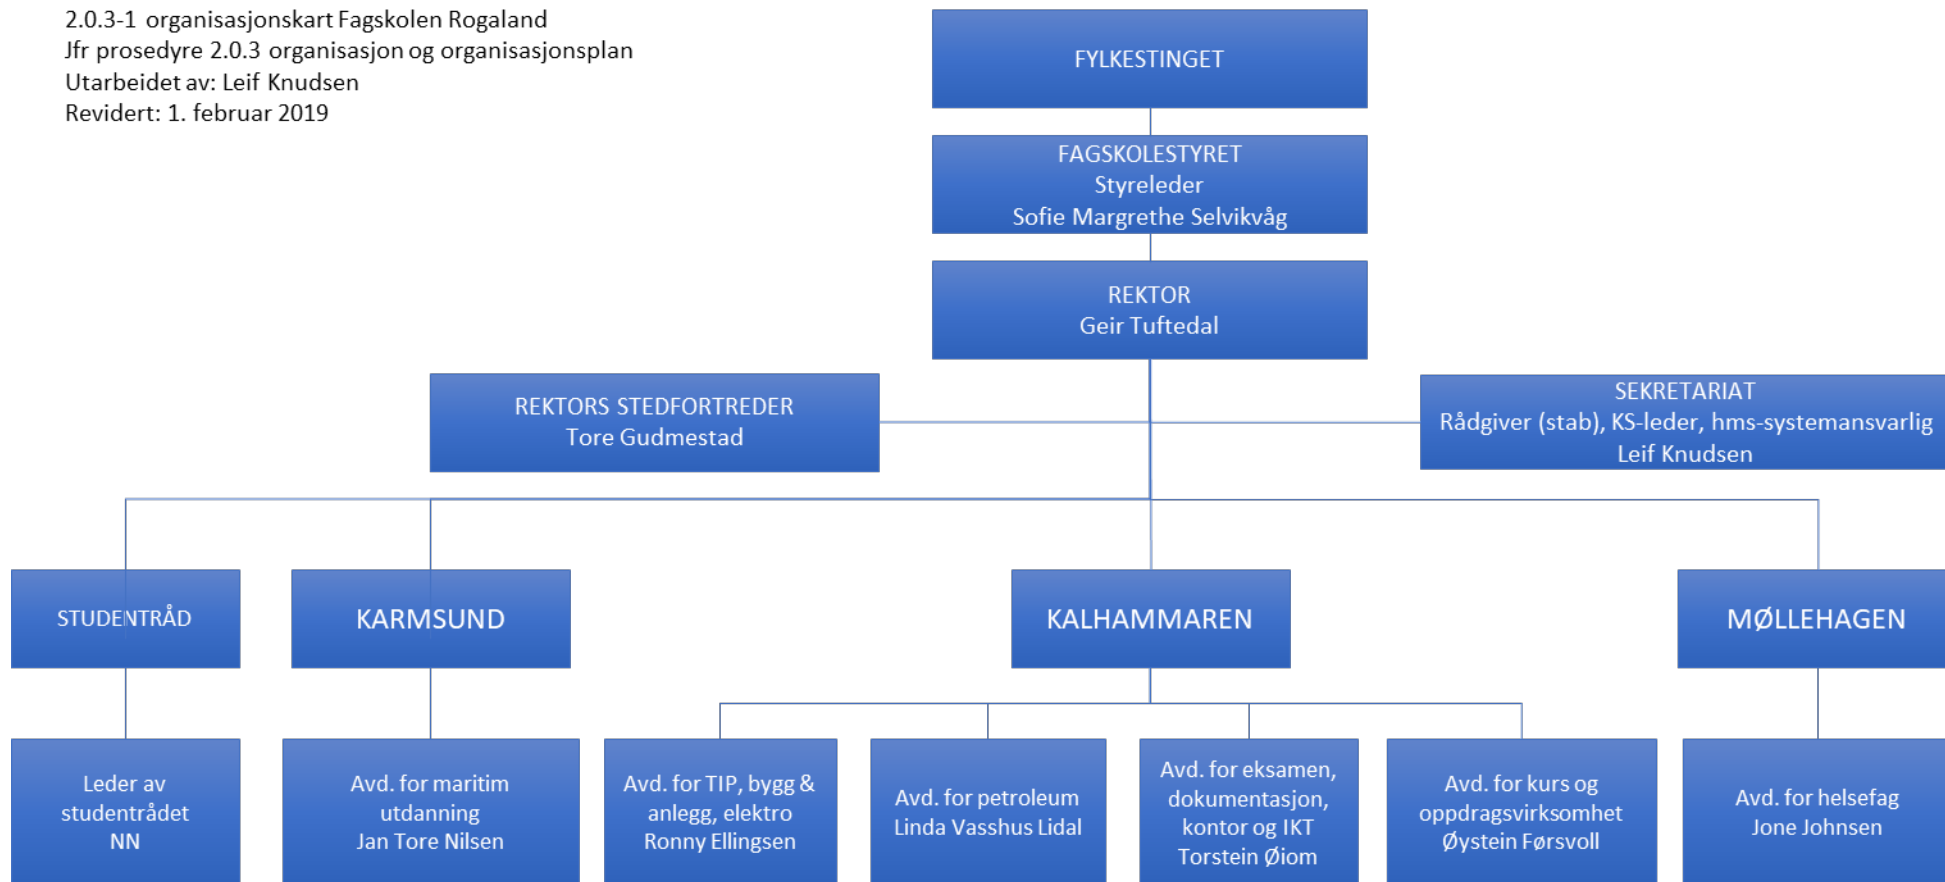 2.0.3-1 organisasjonskart Fagskolen Rogaland
Jfr prosedyre 2.0.3 organisasjon og organisasjonsplan
Utarbeidet av: Leif Knudsen
Revidert: 1. februar 2019
FYLKESTINGET
FAGSKOLESTYRET
Styreleder
Sofie Margrethe Selvikvåg
REKTOR
Geir Tuftedal
REKTORS STEDFORTREDER
Tore Gudmestad
SEKRETARIAT
Rådgiver (stab), KS-leder, hms-systemansvarlig
Leif Knudsen
STUDENTRÅD
KARMSUND
KALHAMMAREN
MØLLEHAGEN
Leder av
studentrådet
NN
Avd. for maritim
utdanning
Jan Tore Nilsen
Avd. for TIP, bygg &
anlegg, elektro
Ronny Ellingsen
Avd. for petroleum
Linda Vasshus Lidal
Avd. for eksamen,
dokumentasjon,
kontor og IKT
Torstein Øiom
Avd. for kurs og
oppdragsvirksomhet
Øystein Førsvoll
Avd. for helsefag
Jone Johnsen